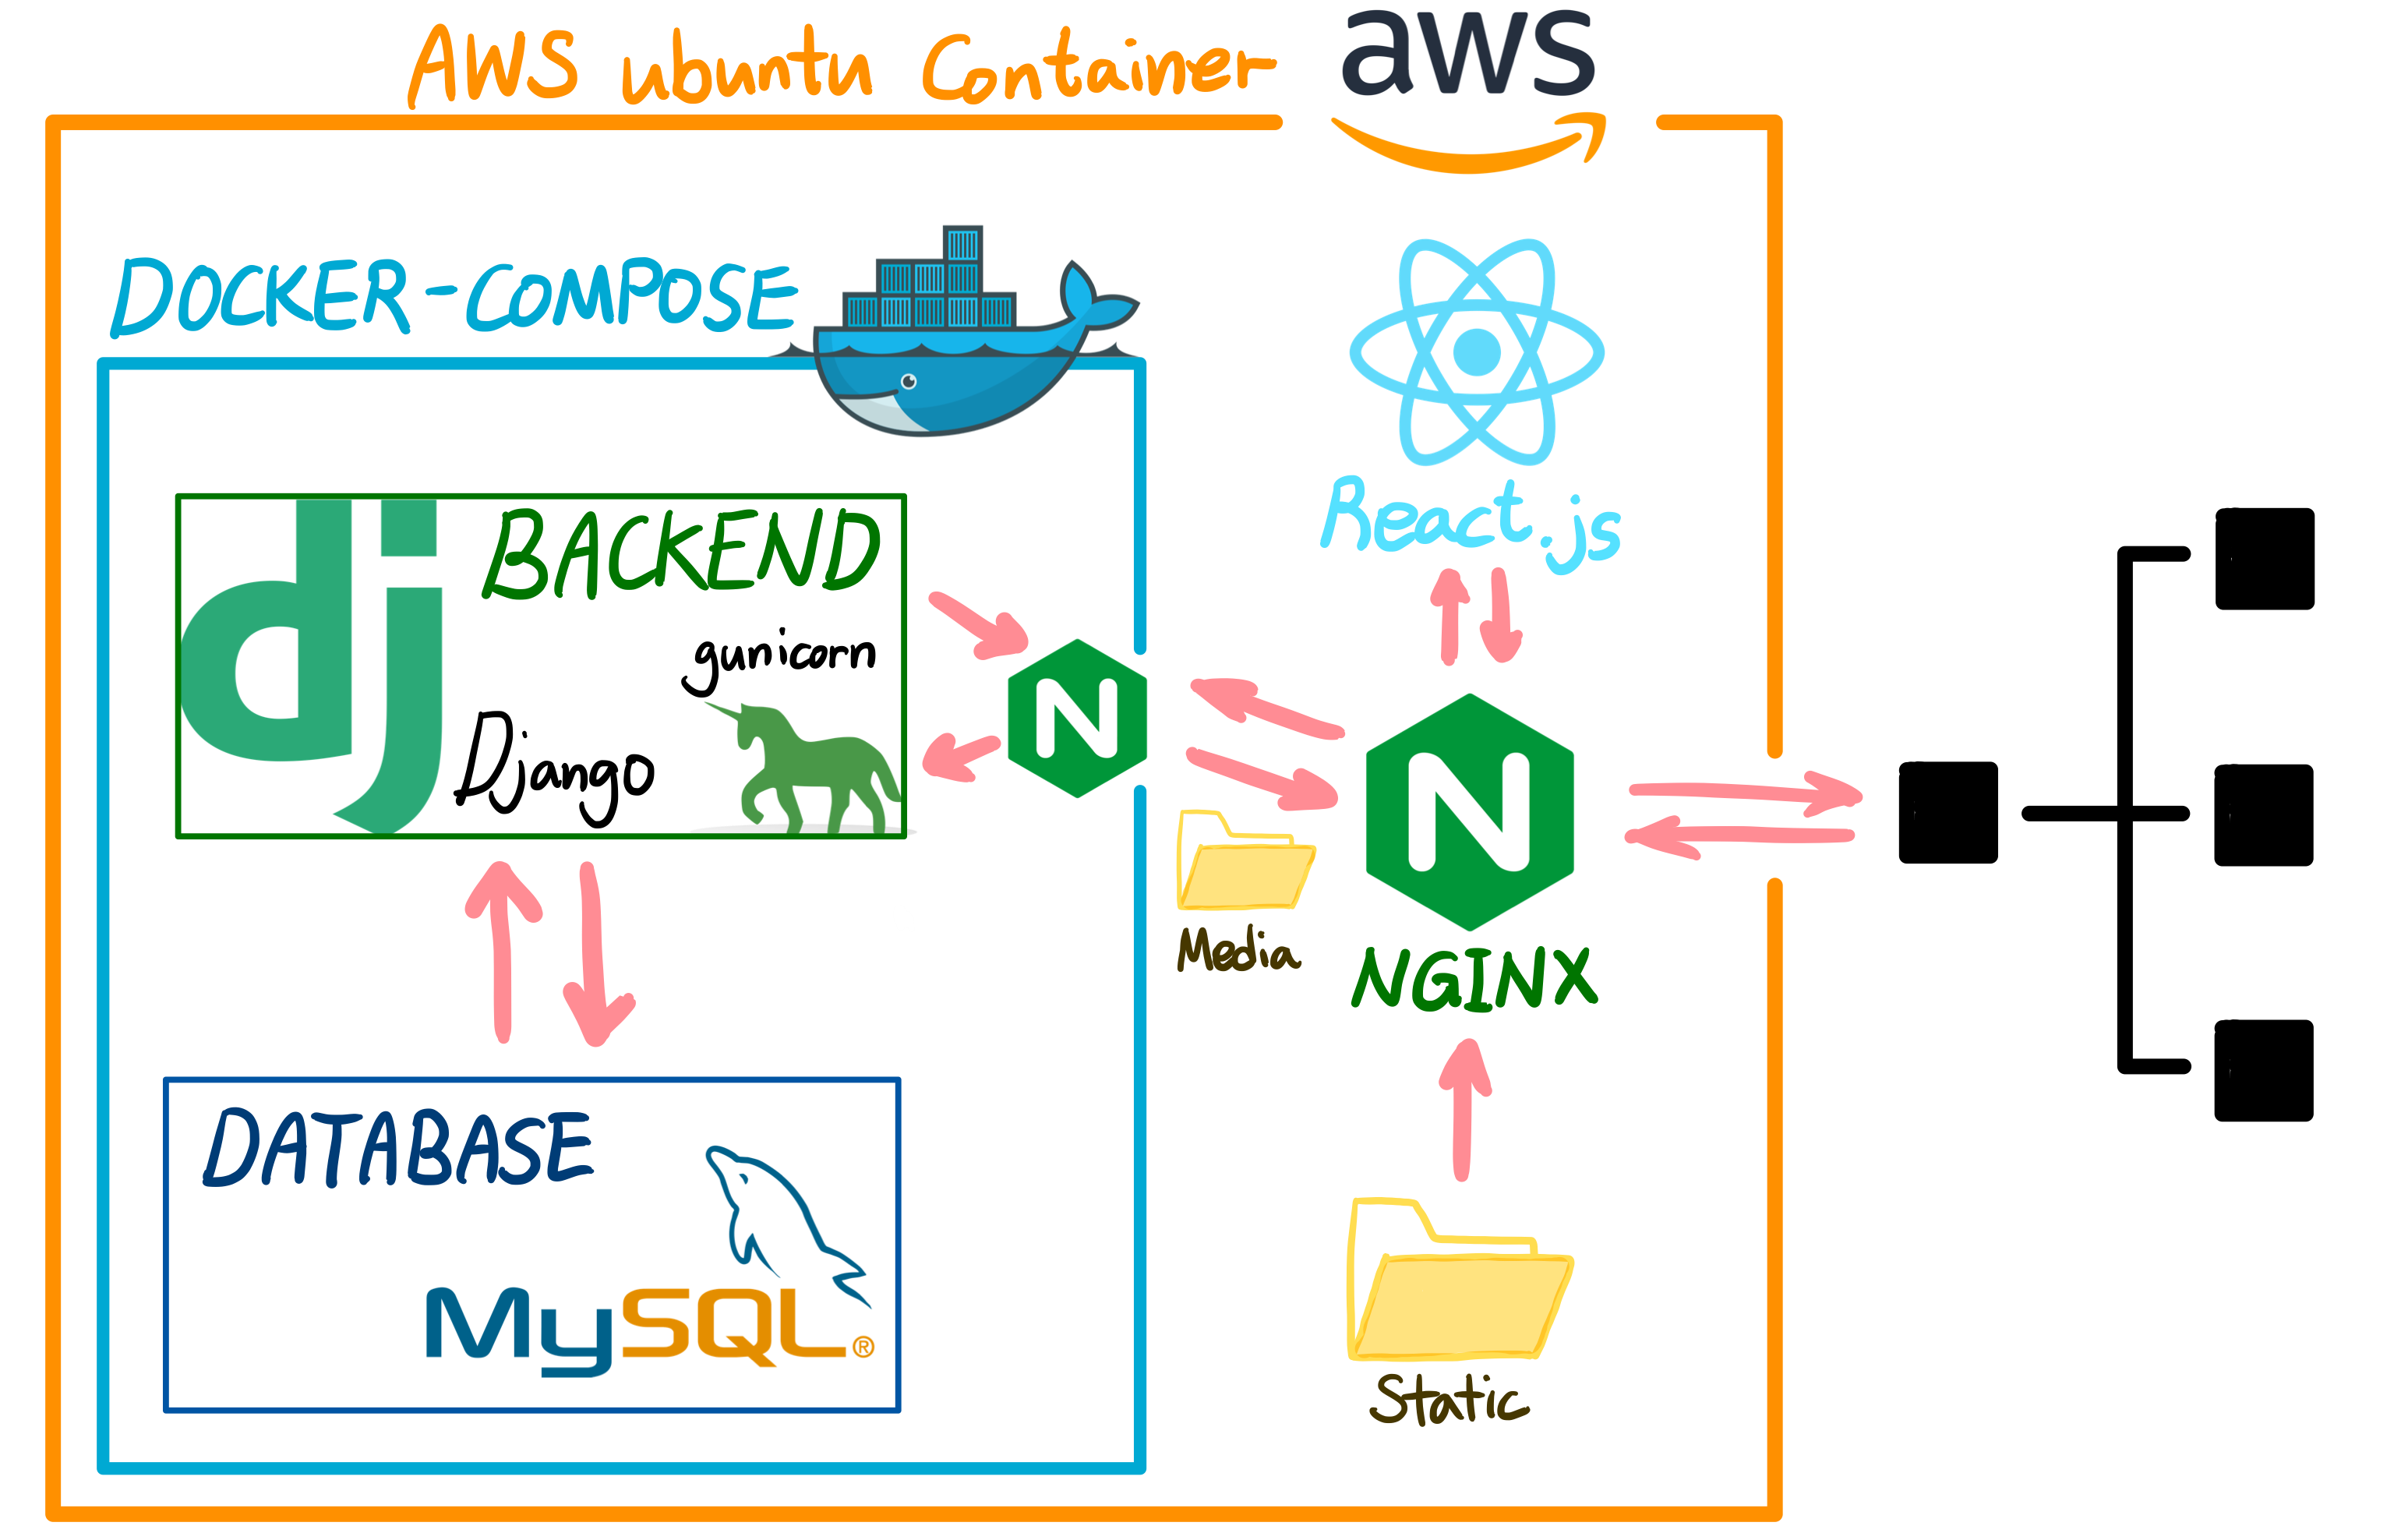 AWS ubuntu Container
aws
DOCKER-COMPOSE
React.js
dj
BACKEND
gunicorn
Django
N
N
Media
NGINX
DATABASE
MySQL®
Static